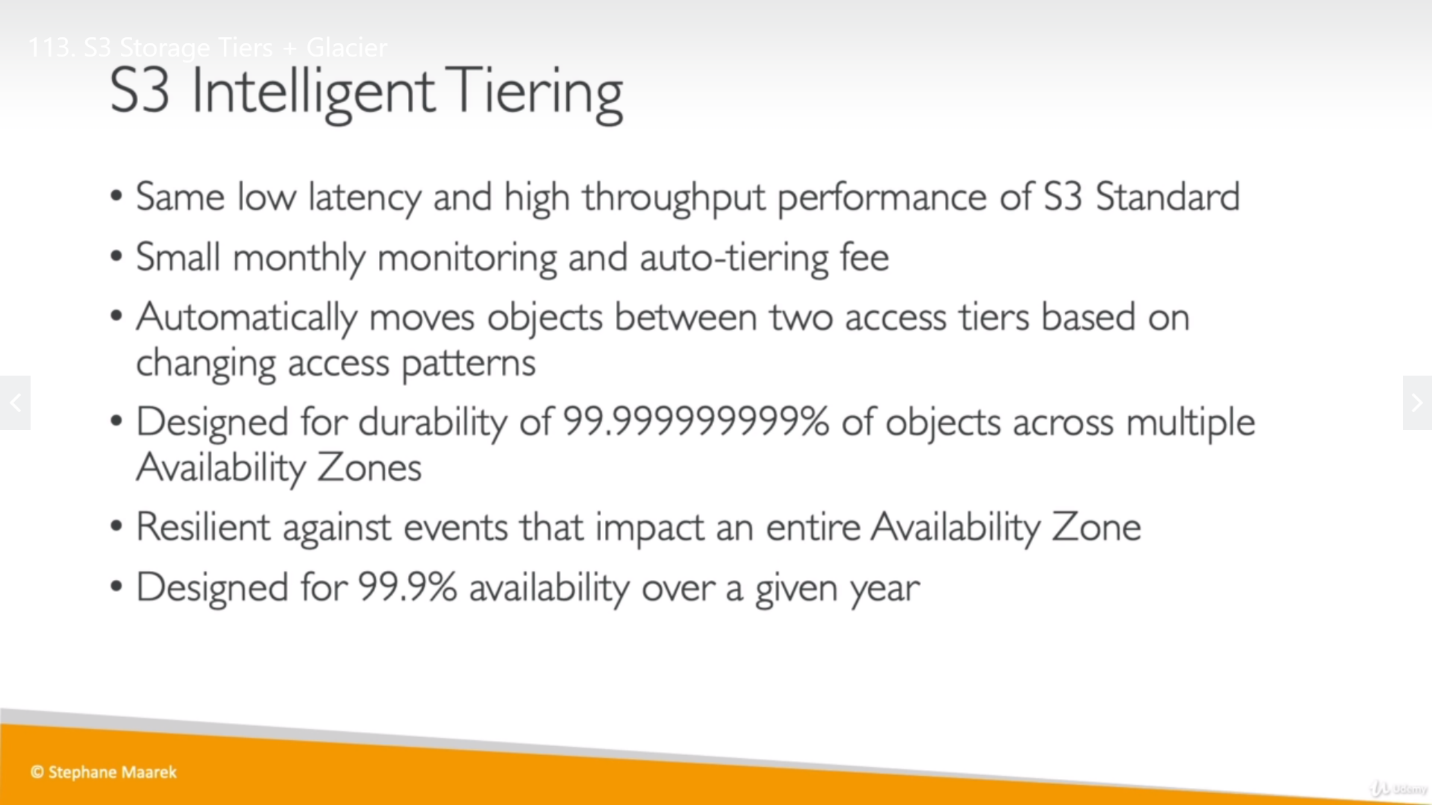 113. S3 Storage Tiers + Glacier
S3 Intelligent Tiering
• Same low latency and high throughput performance of S3 Standard
• Small monthly monitoring and auto-tiering fee
• Automatically moves objects between two access tiers based on
changing access patterns
• Designed for durability of 99.999999999% of objects across multiple
Availability Zones
• Resilient against events that impact an entire Availability Zone
• Designed for 99.9% availability over a given year
© Stephane Maarek
Udemy